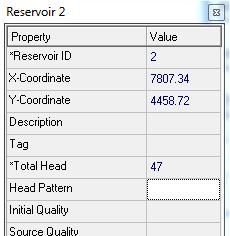 Reservoir 2
Property Value
*Reservoir ID 2
X-Coordinate 7807.34
Y-Coordinate 4458.72
Description
Tag
*Total Head 47
Head Pattern
Initial Quality
Source Quality